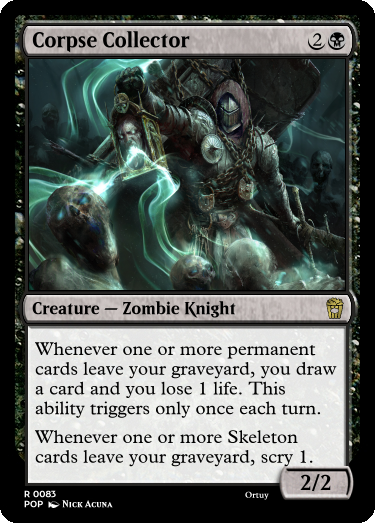 Corpse Collector 2
Creature — Zombie Knight
Whenever one or more permanent
cards leave your graveyard, you draw
a card and you lose 1 life. This
ability triggers only once each turn.
Whenever one or more Skeleton
cards leave your graveyard, scry 1.
2/2
R 0083
POP Nick Acuna
Ortuy